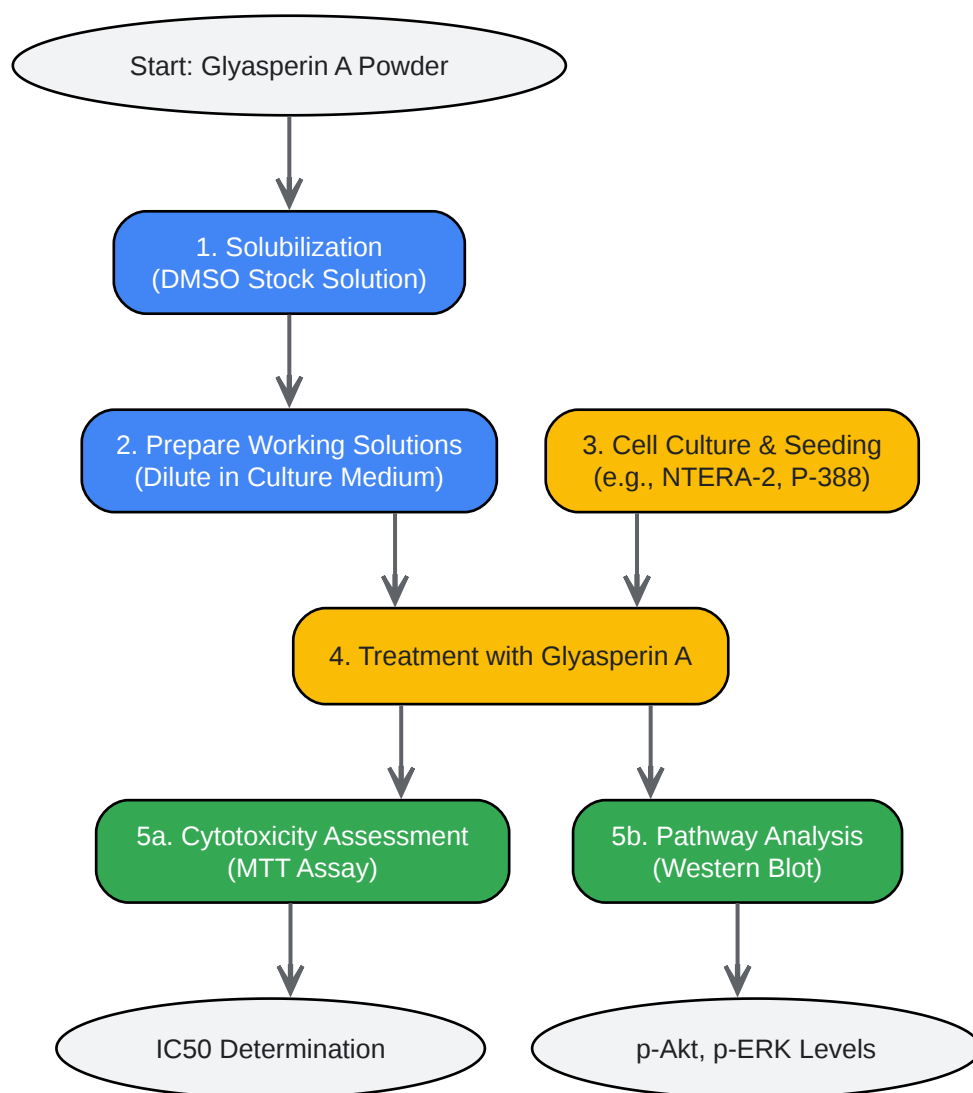 Start: Glyasperin A Powder
1. Solubilization
(DMSO Stock Solution)
2. Prepare Working Solutions
(Dilute in Culture Medium)
3. Cell Culture & Seeding
(e.g., NTERA-2, P-388)
4. Treatment with Glyasperin A
5a. Cytotoxicity Assessment
(MTT Assay)
5b. Pathway Analysis
(Western Blot)
IC50 Determination
p-Akt, p-ERK Levels